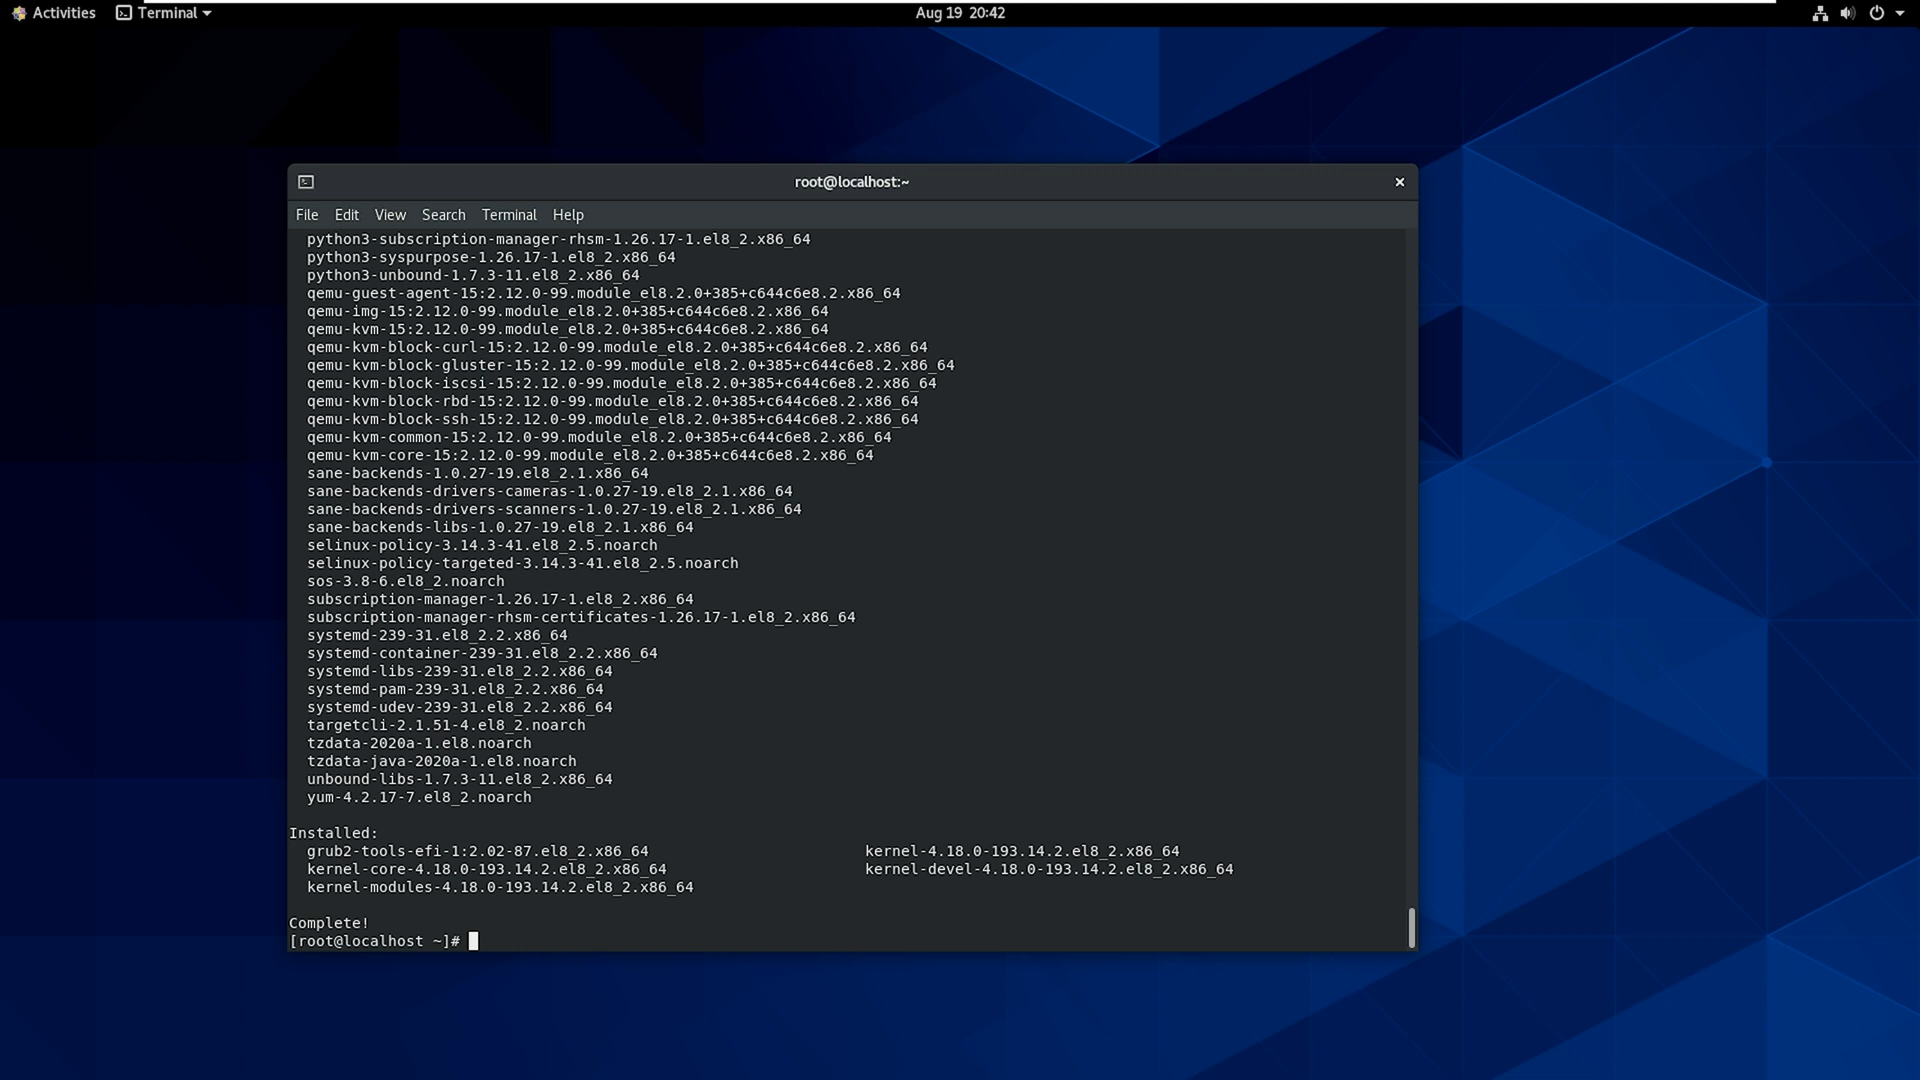 Activities Terminal Aug 19 20:42
root@localhost:~
File Edit View Search Terminal Help
python3-subscription-manager-rhsm-1.26.17-1.el8_2.x86_64
python3-syspurpose-1.26.17-1.el8_2.x86_64
python3-unbound-1.7.3-11.el8_2.x86_64
qemu-guest-agent-15:2.12.0-99.module_el8.2.0+385+c644c6e8.2.x86_64
qemu-img-15:2.12.0-99.module_el8.2.0+385+c644c6e8.2.x86_64
qemu-kvm-15:2.12.0-99.module_el8.2.0+385+c644c6e8.2.x86_64
qemu-kvm-block-curl-15:2.12.0-99.module_el8.2.0+385+c644c6e8.2.x86_64
qemu-kvm-block-gluster-15:2.12.0-99.module_el8.2.0+385+c644c6e8.2.x86_64
qemu-kvm-block-iscsi-15:2.12.0-99.module_el8.2.0+385+c644c6e8.2.x86_64
qemu-kvm-block-rbd-15:2.12.0-99.module_el8.2.0+385+c644c6e8.2.x86_64
qemu-kvm-block-ssh-15:2.12.0-99.module_el8.2.0+385+c644c6e8.2.x86_64
qemu-kvm-common-15:2.12.0-99.module_el8.2.0+385+c644c6e8.2.x86_64
qemu-kvm-core-15:2.12.0-99.module_el8.2.0+385+c644c6e8.2.x86_64
sane-backends-1.0.27-19.el8_2.1.x86_64
sane-backends-drivers-cameras-1.0.27-19.el8_2.1.x86_64
sane-backends-drivers-scanners-1.0.27-19.el8_2.1.x86_64
sane-backends-libs-1.0.27-19.el8_2.1.x86_64
selinux-policy-3.14.3-41.el8_2.5.noarch
selinux-policy-targeted-3.14.3-41.el8_2.5.noarch
sos-3.8-6.el8_2.noarch
subscription-manager-1.26.17-1.el8_2.x86_64
subscription-manager-rhsm-certificates-1.26.17-1.el8_2.x86_64
systemd-239-31.el8_2.2.x86_64
systemd-container-239-31.el8_2.2.x86_64
systemd-libs-239-31.el8_2.2.x86_64
systemd-pam-239-31.el8_2.2.x86_64
systemd-udev-239-31.el8_2.2.x86_64
targetcli-2.1.51-4.el8_2.noarch
tzdata-2020a-1.el8.noarch
tzdata-java-2020a-1.el8.noarch
unbound-libs-1.7.3-11.el8_2.x86_64
yum-4.2.17-7.el8_2.noarch
Installed:
grub2-tools-efi-1:2.02-87.el8_2.x86_64 kernel-4.18.0-193.14.2.el8_2.x86_64
kernel-core-4.18.0-193.14.2.el8_2.x86_64 kernel-devel-4.18.0-193.14.2.el8_2.x86_64
kernel-modules-4.18.0-193.14.2.el8_2.x86_64
Complete!
[root@localhost ~]#